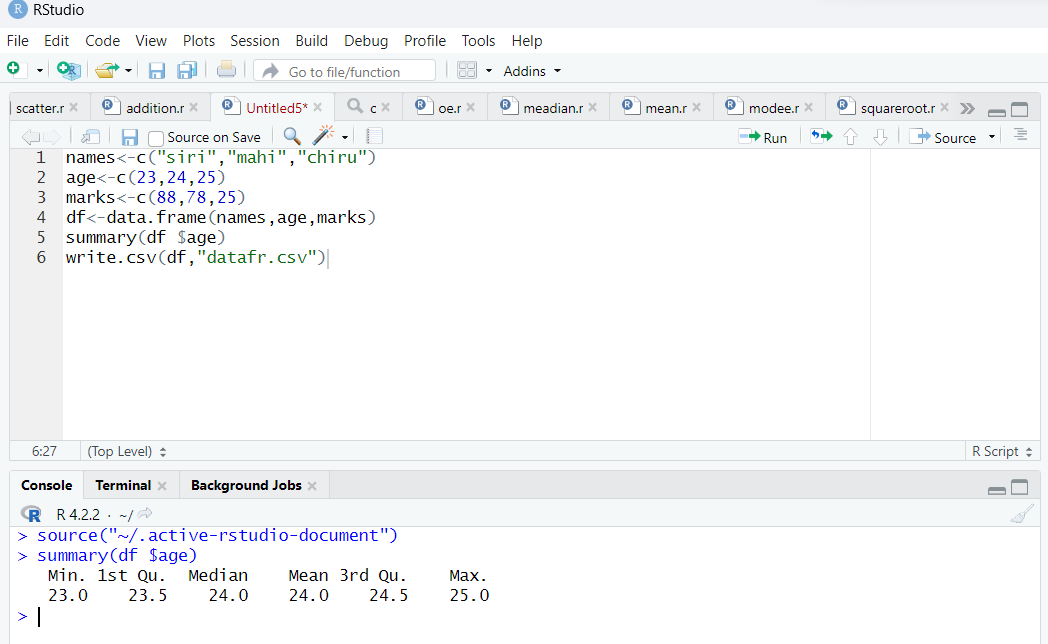 RStudio
File Edit Code View Plots Session Build Debug Profile Tools Help
Go to file/function Addins
scatter.r addition.r Untitled5* c oe.r meadian.r mean.r modee.r squareroot.r
Source on Save Run Source
1 names<-c("siri","mahi","chiru")
2 age<-c(23,24,25)
3 marks<-c(88,78,25)
4 df<-data.frame(names,age,marks)
5 summary(df $age)
6 write.csv(df,"datafr.csv")
6:27 (Top Level) R Script
Console Terminal Background Jobs
R R 4.2.2 · ~/
> source("~/.active-rstudio-document")
> summary(df $age)
Min. 1st Qu. Median Mean 3rd Qu. Max.
23.0 23.5 24.0 24.0 24.5 25.0
>